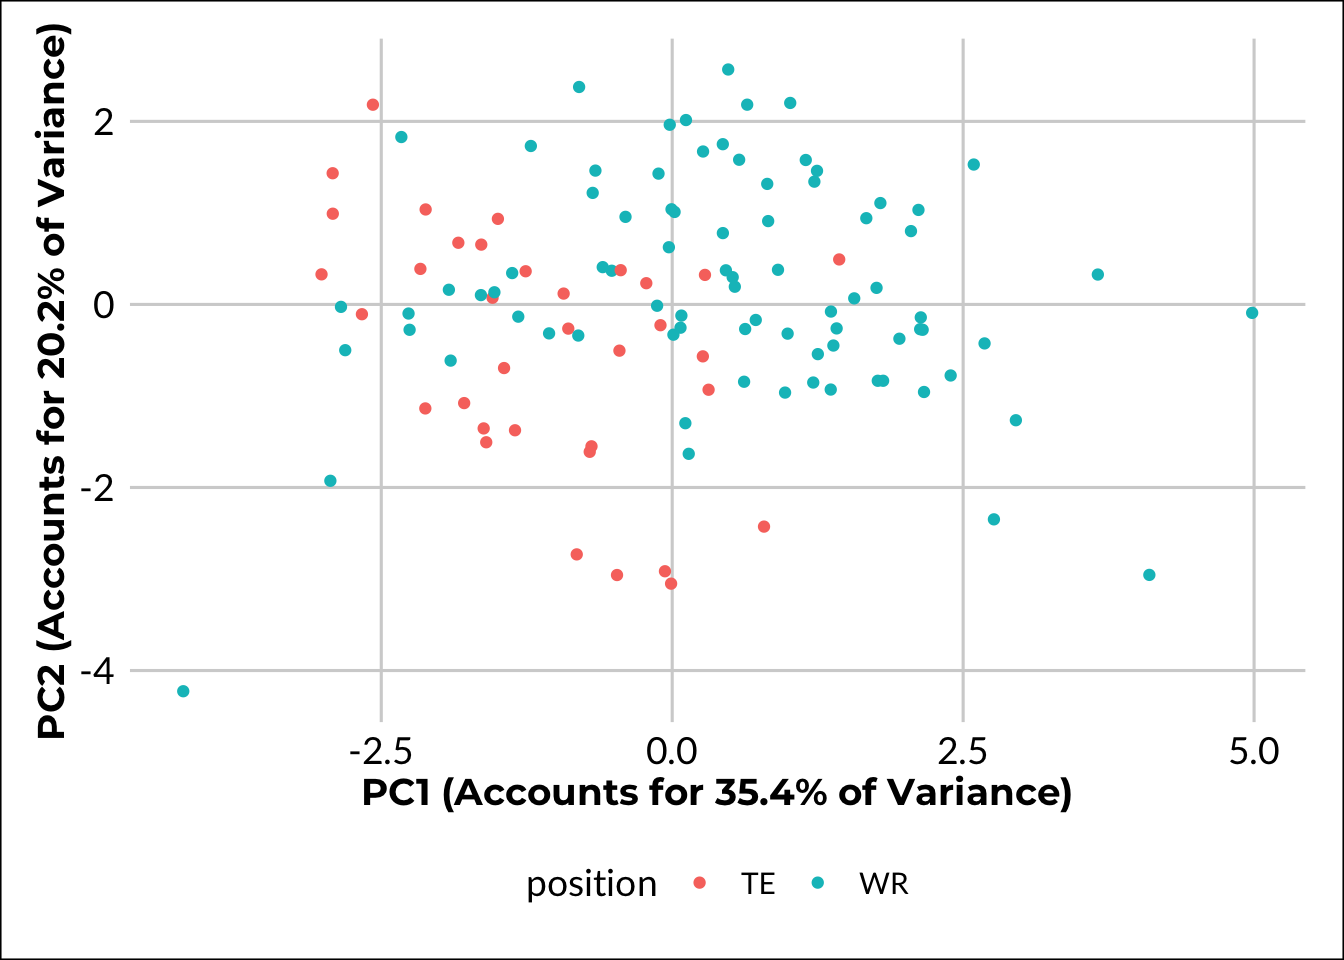 PC2 (Accounts for 20.2% of Variance)
2
0
-2
-4
-2.5 0.0 2.5 5.0
PC1 (Accounts for 35.4% of Variance)
position TE WR